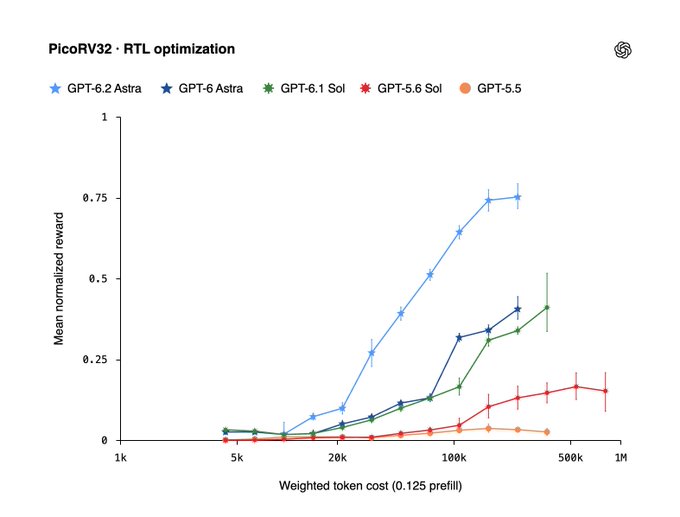 PicoRV32 · RTL optimization
GPT-6.2 Astra GPT-6 Astra GPT-6.1 Sol GPT-5.6 Sol GPT-5.5
1
0.75
0.5
0.25
0
Mean normalized reward
1k 5k 20k 100k 500k 1M
Weighted token cost (0.125 prefill)